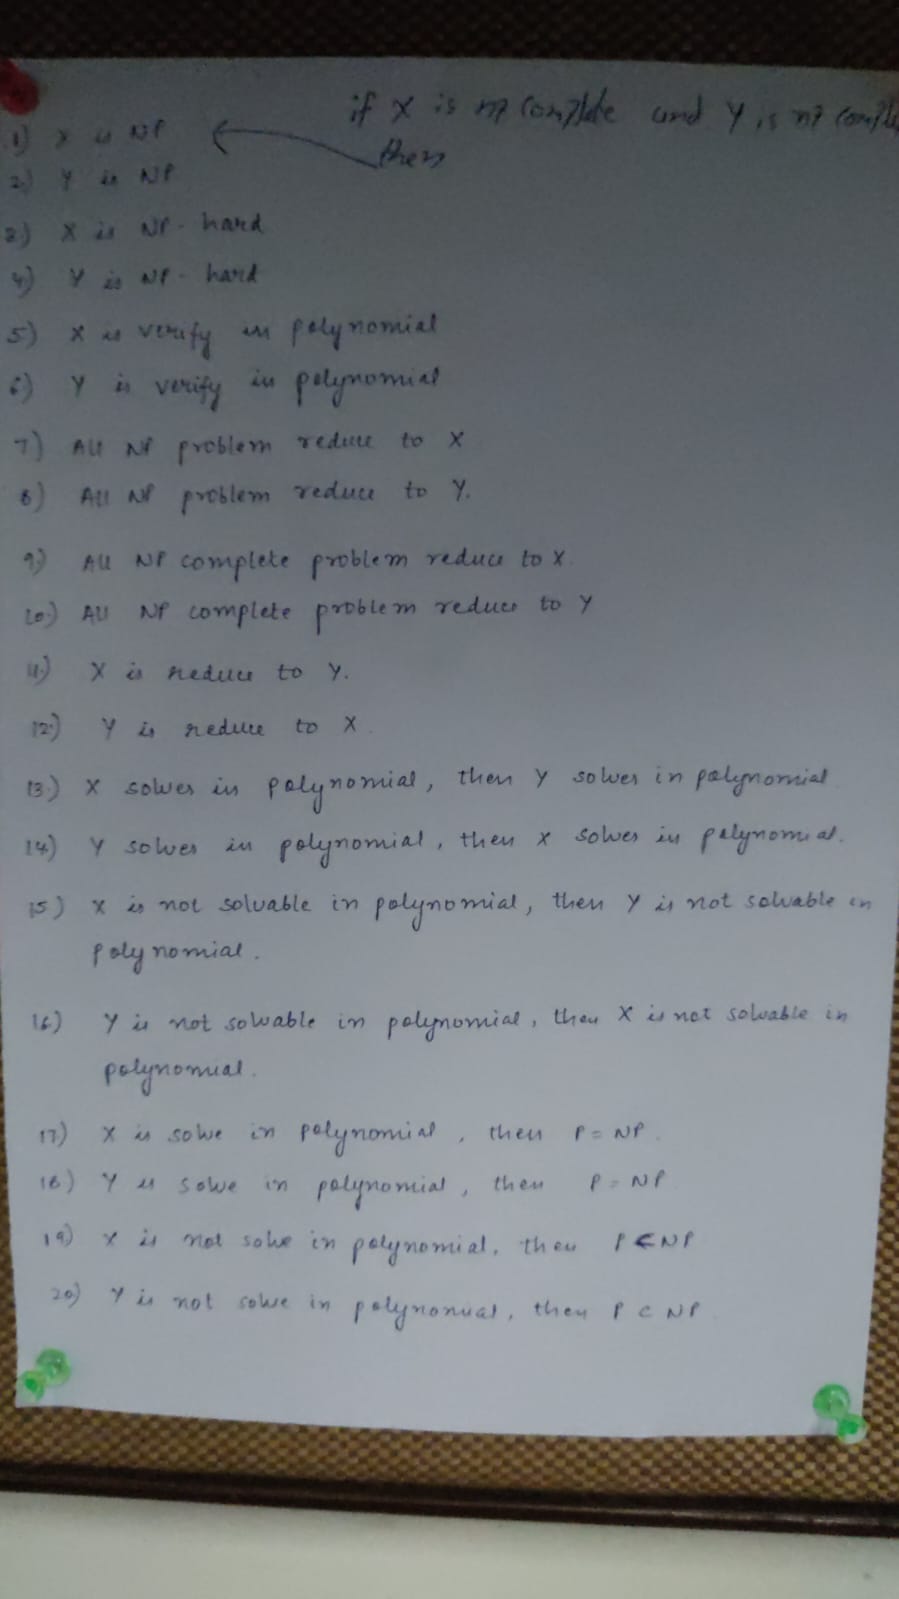 if X is np Complete and Y is np Comple
then
1) X is NP
2.) Y is NP
3) X is NP-hard
4) Y is NP-hard
5) X is verify in polynomial
6) Y is verify in polynomial
7) All NP problem reduce to X
8) All NP problem reduce to Y.
9.) All NP complete problem reduce to X.
10.) All NP complete problem reduce to Y
11.) X is reduce to Y.
12.) Y is reduce to X.
13.) X solves in polynomial, then Y solves in polynomial
14) Y solves in polynomial, then X solves in polynomial.
15) X is not solvable in polynomial, then Y is not solvable in
polynomial.
16) Y is not solvable in polynomial, then X is not solvable in
polynomial.
17) X is solve in polynomial, then P = NP.
18) Y is solve in polynomial, then P = NP
19) X is not solve in polynomial, then P ⊂ NP
20) Y is not solve in polynomial, then P ⊂ NP.